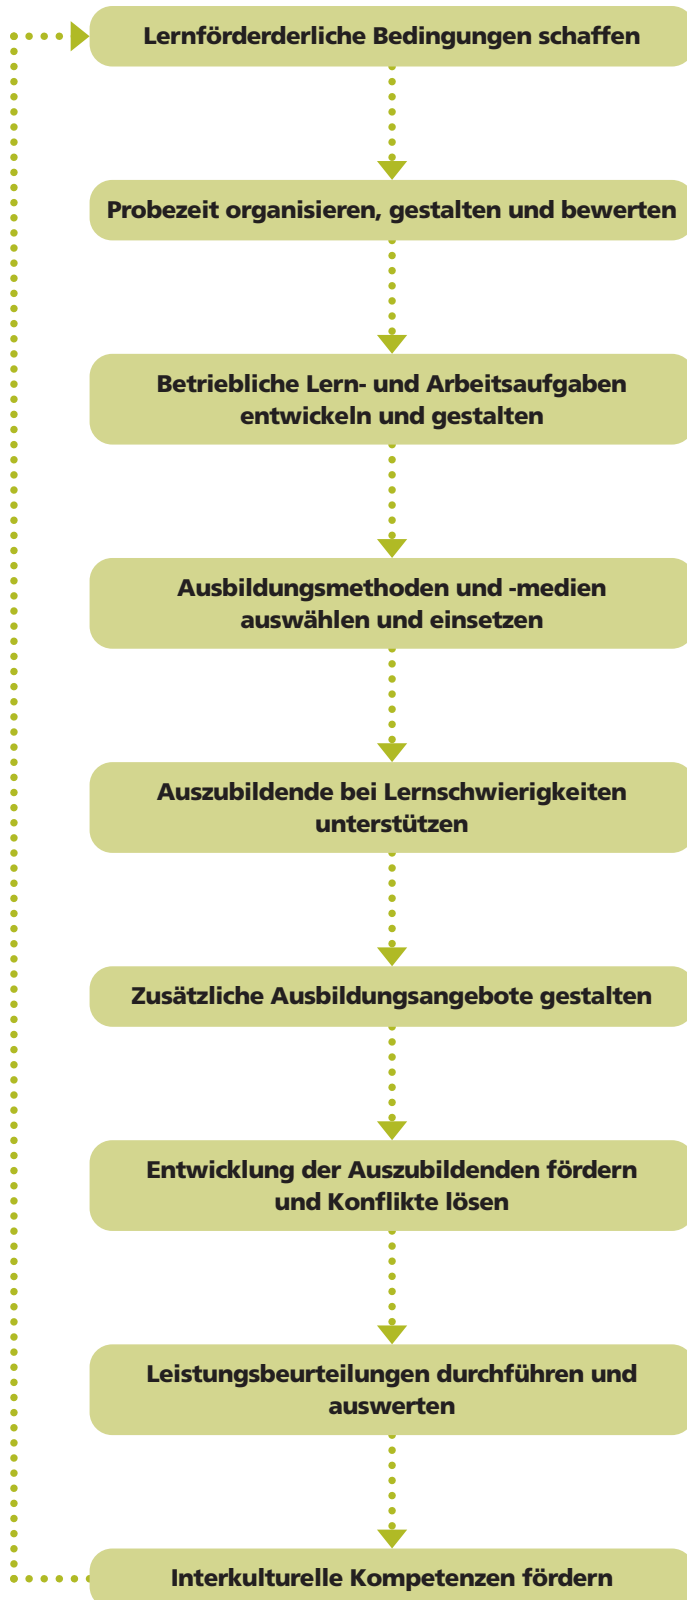 Lernförderderliche Bedingungen schaffen
Probezeit organisieren, gestalten und bewerten
Betriebliche Lern- und Arbeitsaufgaben
entwickeln und gestalten
Ausbildungsmethoden und -medien
auswählen und einsetzen
Auszubildende bei Lernschwierigkeiten
unterstützen
Zusätzliche Ausbildungsangebote gestalten
Entwicklung der Auszubildenden fördern
und Konflikte lösen
Leistungsbeurteilungen durchführen und
auswerten
Interkulturelle Kompetenzen fördern